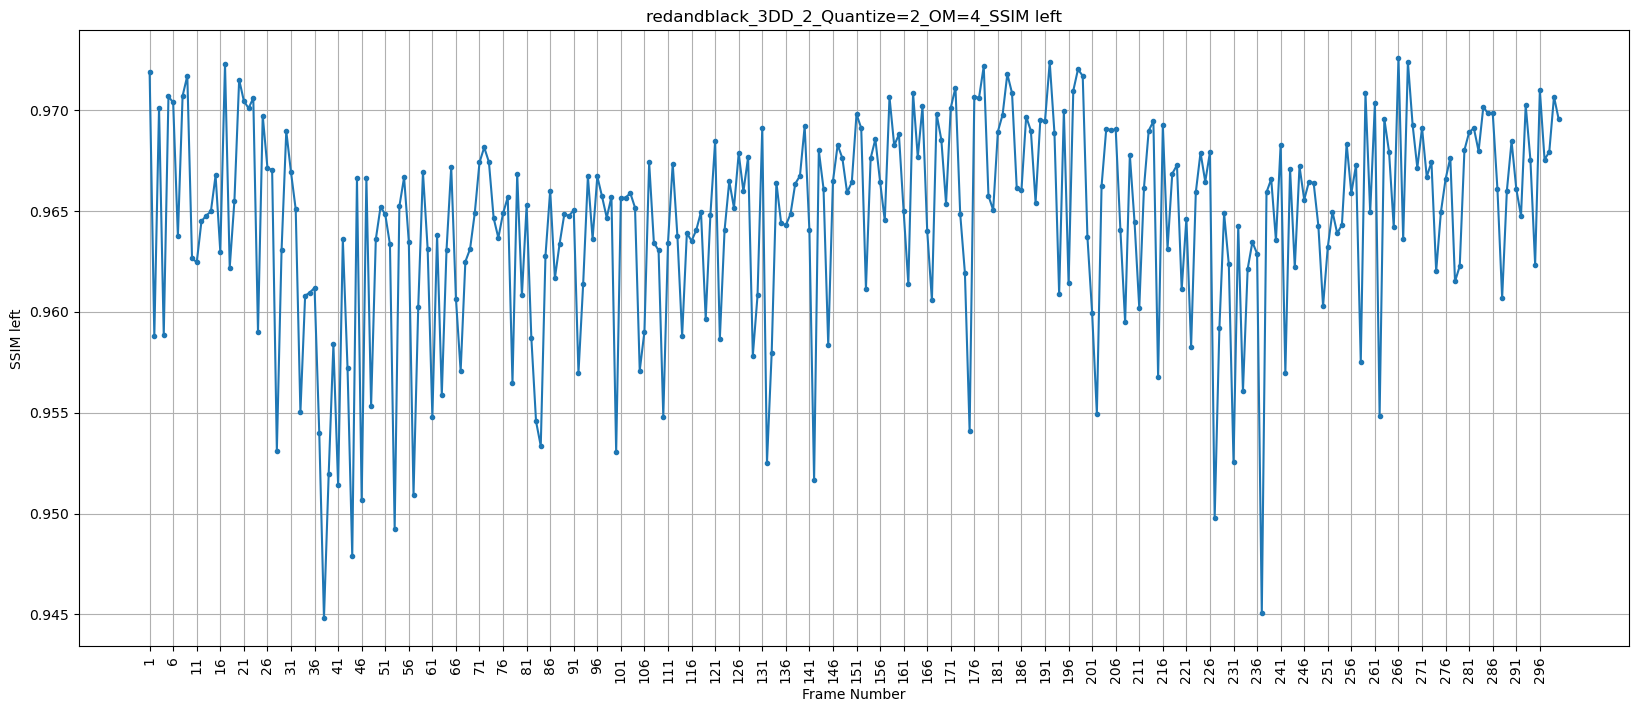 redandblack_3DD_2_Quantize=2_OM=4_SSIM left
0.970
0.965
0.960
0.955
0.950
0.945
SSIM left
1 6 11 16 21 26 31 36 41 46 51 56 61 66 71 76 81 86 91 96 101 106 111 116 121 126 131 136 141 146 151 156 161 166 171 176 181 186 191 196 201 206 211 216 221 226 231 236 241 246 251 256 261 266 271 276 281 286 291 296
Frame Number